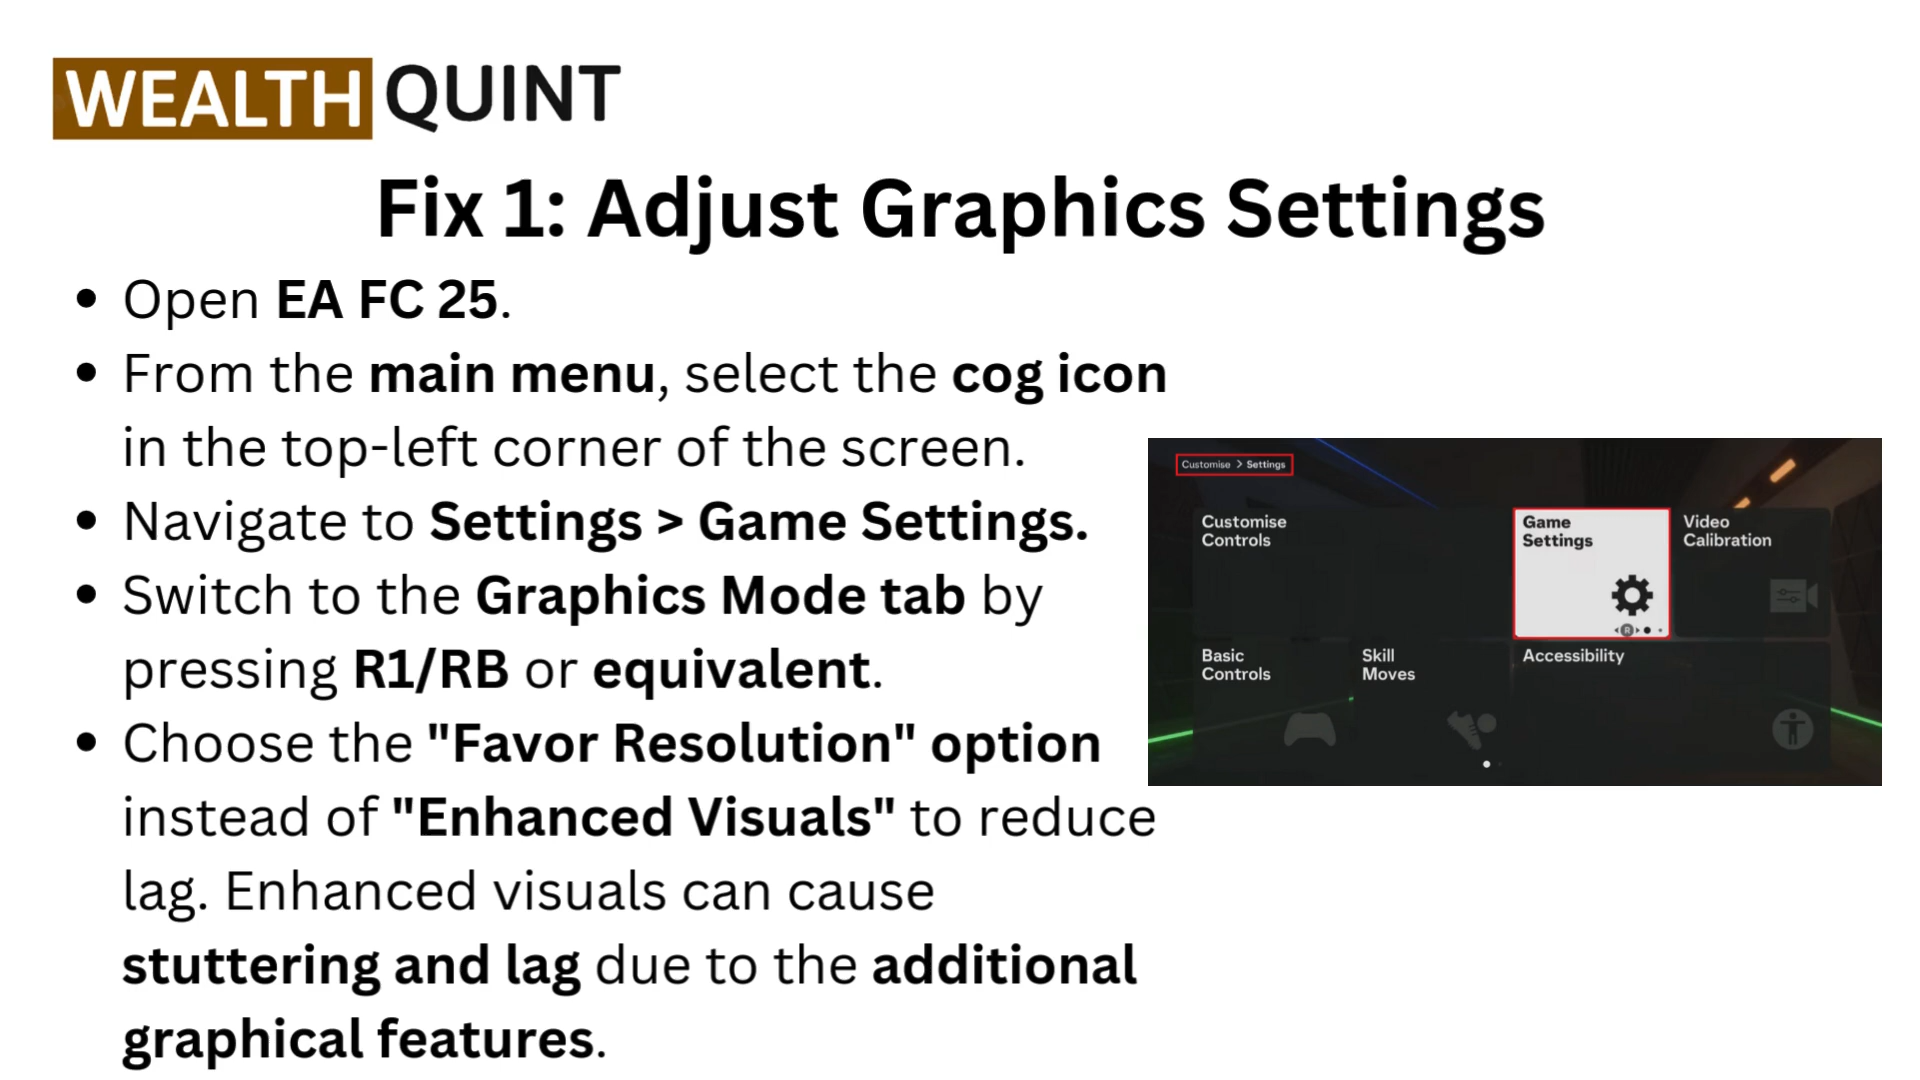 WEALTH QUINT
Fix 1: Adjust Graphics Settings
• Open EA FC 25.
• From the main menu, select the cog icon
in the top-left corner of the screen.
• Navigate to Settings > Game Settings.
• Switch to the Graphics Mode tab by
pressing R1/RB or equivalent.
• Choose the "Favor Resolution" option
instead of "Enhanced Visuals" to reduce
lag. Enhanced visuals can cause
stuttering and lag due to the additional
graphical features.
Customise > Settings
Customise
Controls
Game
Settings
R
Video
Calibration
Basic
Controls
Skill
Moves
Accessibility